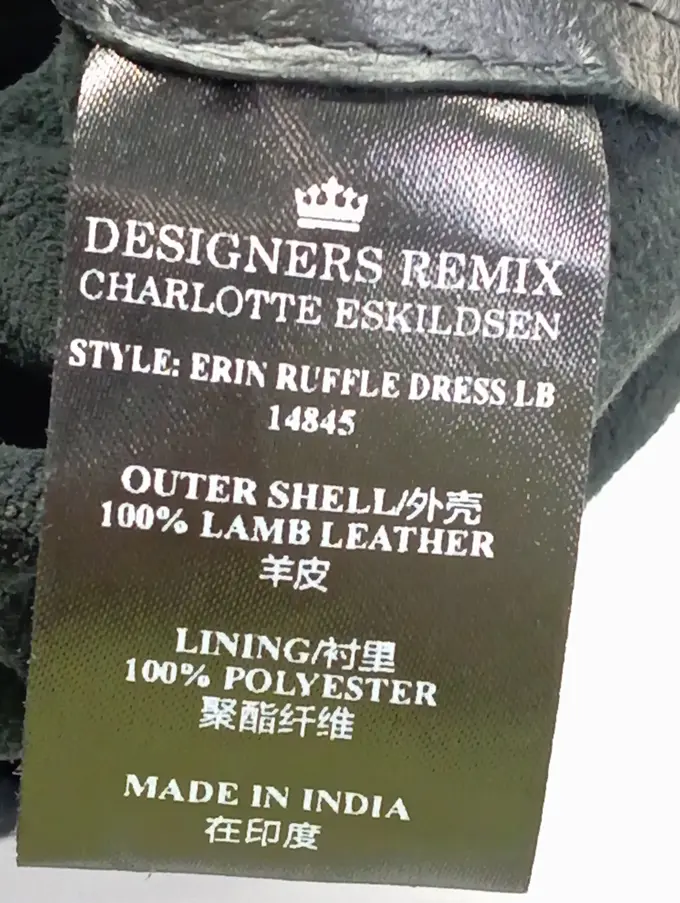 DESIGNERS REMIX
CHARLOTTE ESKILDSEN
STYLE: ERIN RUFFLE DRESS LB
14845
OUTER SHELL/外壳
100% LAMB LEATHER
羊皮
LINING/衬里
100% POLYESTER
聚酯纤维
MADE IN INDIA
在印度